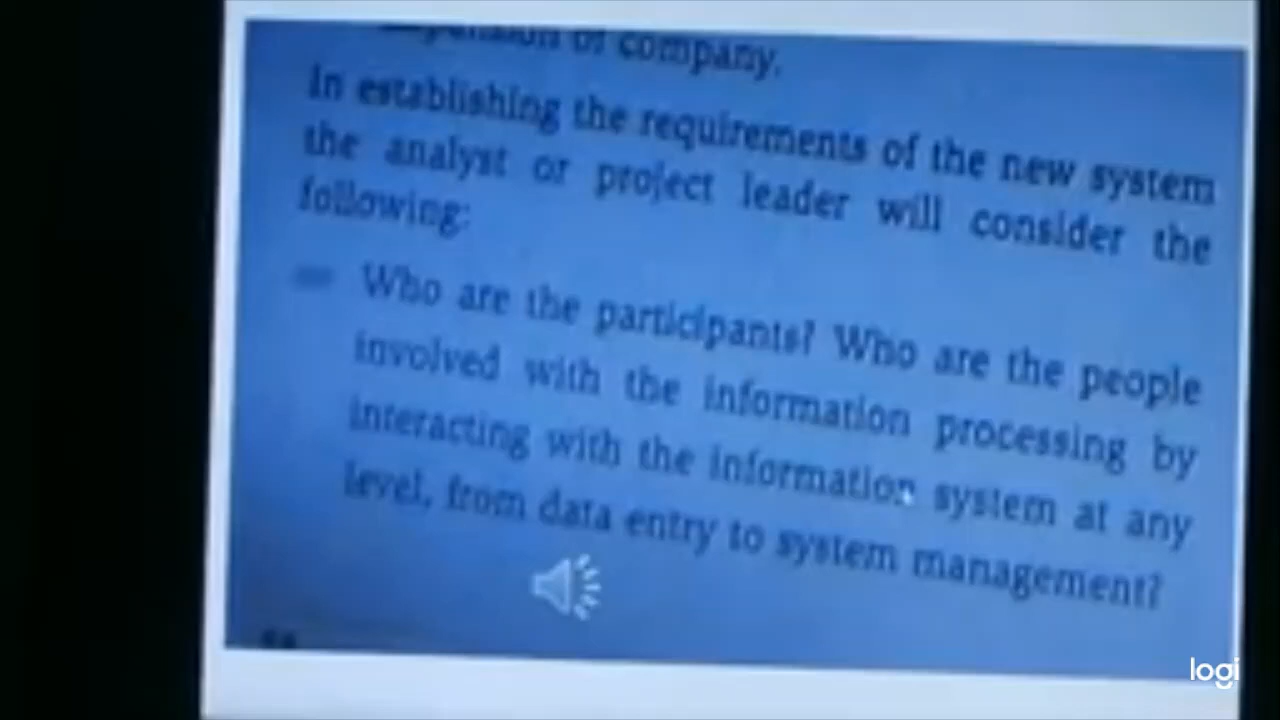 of company.
In establishing the requirements of the new system
the analyst or project leader will consider the
following:
Who are the participants? Who are the people
involved with the information processing by
interacting with the information system at any
level, from data entry to system management?
logi